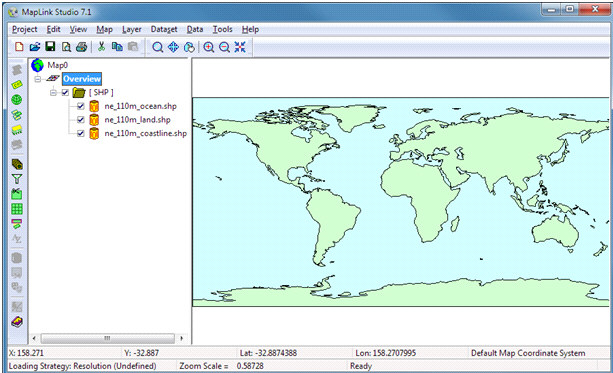 MapLink Studio 7.1
Project Edit View Map Layer Dataset Data Tools Help
Map0
Overview
[ SHP ]
ne_110m_ocean.shp
ne_110m_land.shp
ne_110m_coastline.shp
X: 158.271 Y: -32.887 Lat: -32.8874388 Lon: 158.2707995 Default Map Coordinate System
Loading Strategy: Resolution (Undefined) Zoom Scale = 0.58728 Ready